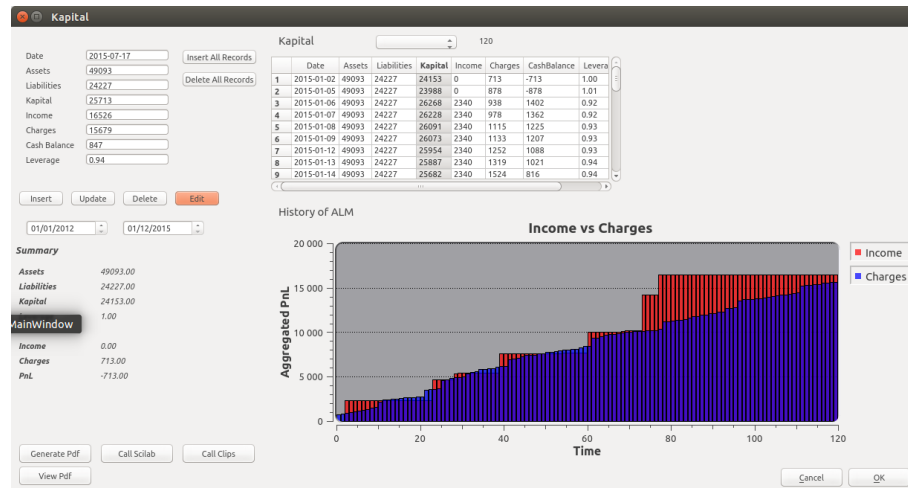 Kapital
Date 2015-07-17 Insert All Records
Assets 49093
Liabilities 24227 Delete All Records
Kapital 25713
Income 16526
Charges 15679
Cash Balance 847
Leverage 0.94
Insert Update Delete Edit
01/01/2012 01/12/2015
Summary
Assets 49093.00
Liabilities 24227.00
Kapital 24153.00
1.00
MainWindow
Income 0.00
Charges 713.00
PnL -713.00
Generate Pdf Call Scilab Call Clips
View Pdf
Kapital 120
Date Assets Liabilities Kapital Income Charges CashBalance Levera
1 2015-01-02 49093 24227 24153 0 713 -713 1.00
2 2015-01-05 49093 24227 23988 0 878 -878 1.01
3 2015-01-06 49093 24227 26268 2340 938 1402 0.92
4 2015-01-07 49093 24227 26228 2340 978 1362 0.92
5 2015-01-08 49093 24227 26091 2340 1115 1225 0.93
6 2015-01-09 49093 24227 26073 2340 1133 1207 0.93
7 2015-01-12 49093 24227 25954 2340 1252 1088 0.93
8 2015-01-13 49093 24227 25887 2340 1319 1021 0.94
9 2015-01-14 49093 24227 25682 2340 1524 816 0.94
History of ALM
Income vs Charges
20 000
15 000
10 000
5 000
0
Aggregated PnL
0 20 40 60 80 100 120
Time
Income
Charges
Cancel OK